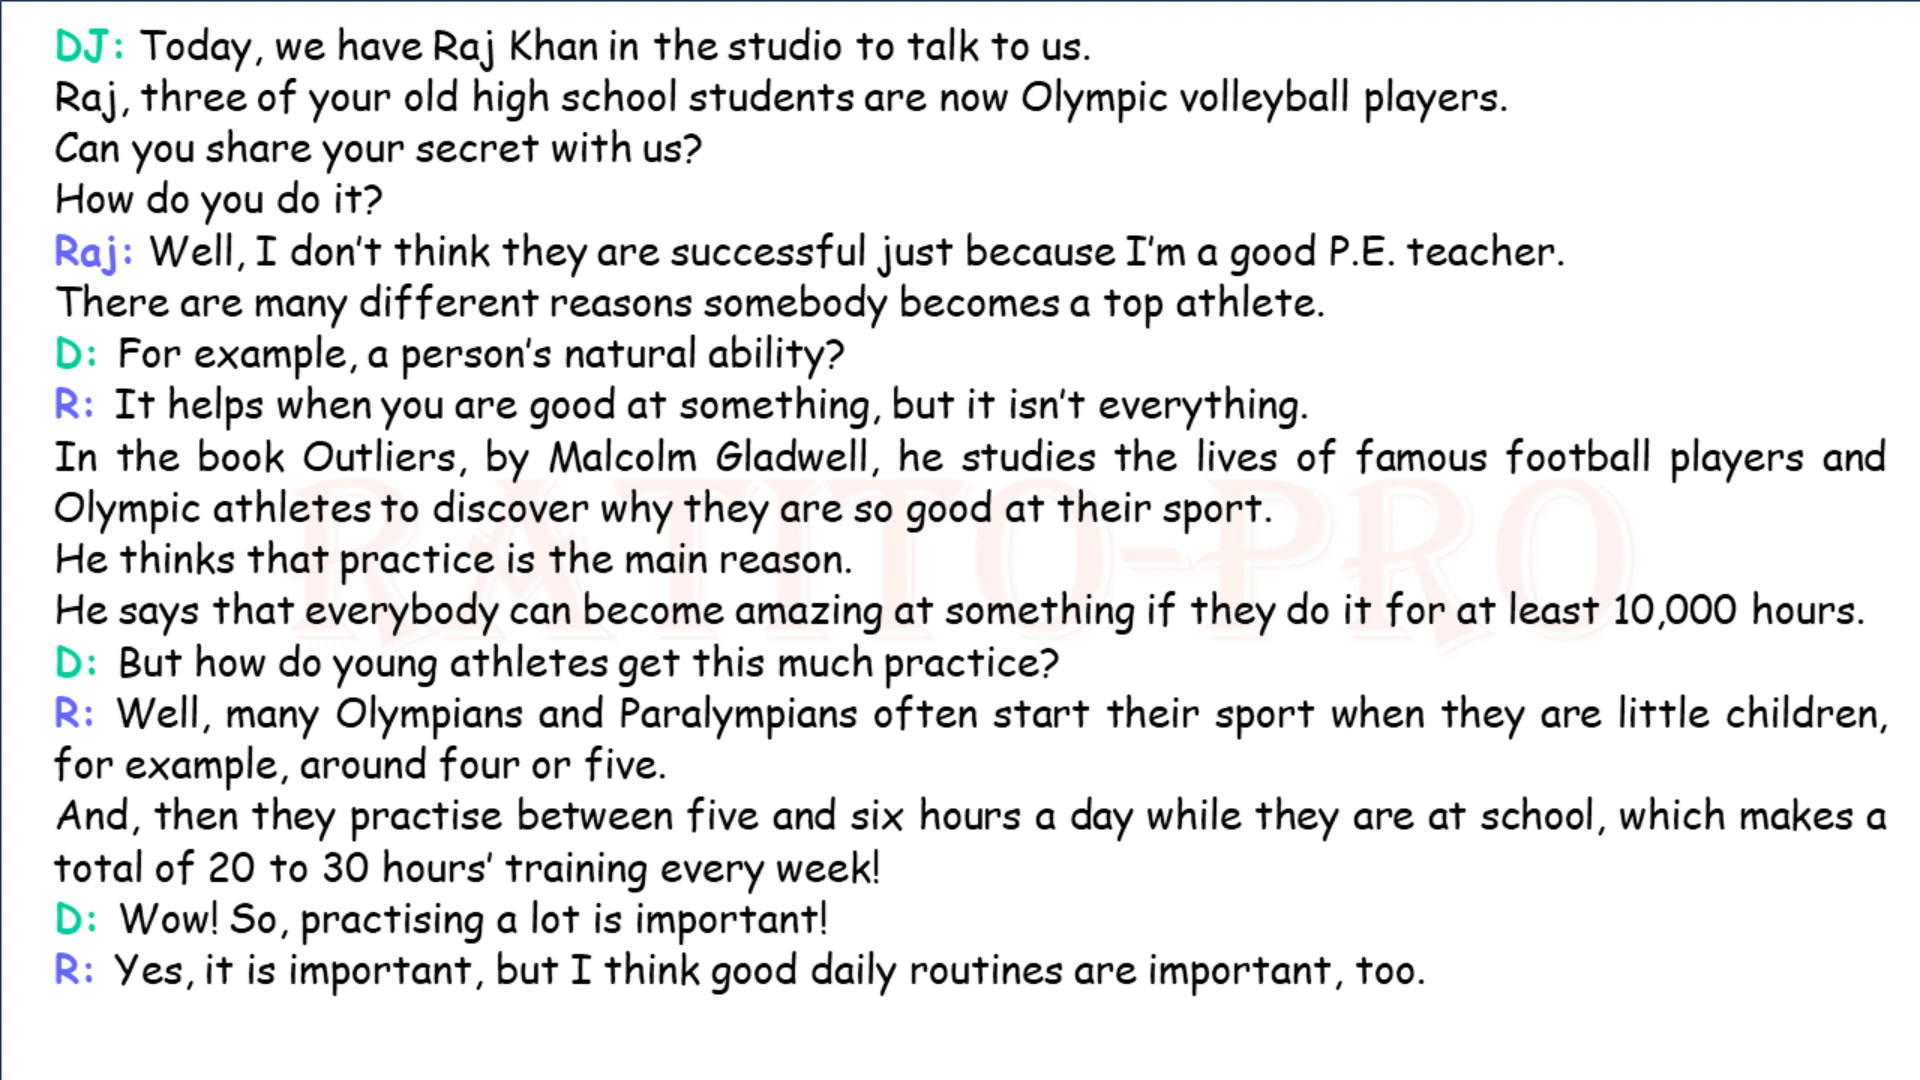 DJ: Today, we have Raj Khan in the studio to talk to us.
Raj, three of your old high school students are now Olympic volleyball players.
Can you share your secret with us?
How do you do it?
Raj: Well, I don't think they are successful just because I'm a good P.E. teacher.
There are many different reasons somebody becomes a top athlete.
D: For example, a person's natural ability?
R: It helps when you are good at something, but it isn't everything.
In the book Outliers, by Malcolm Gladwell, he studies the lives of famous football players and
Olympic athletes to discover why they are so good at their sport.
RATITO-PRO
He thinks that practice is the main reason.
He says that everybody can become amazing at something if they do it for at least 10,000 hours.
D: But how do young athletes get this much practice?
R: Well, many Olympians and Paralympians often start their sport when they are little children,
for example, around four or five.
And, then they practise between five and six hours a day while they are at school, which makes a
total of 20 to 30 hours' training every week!
D: Wow! So, practising a lot is important!
R: Yes, it is important, but I think good daily routines are important, too.